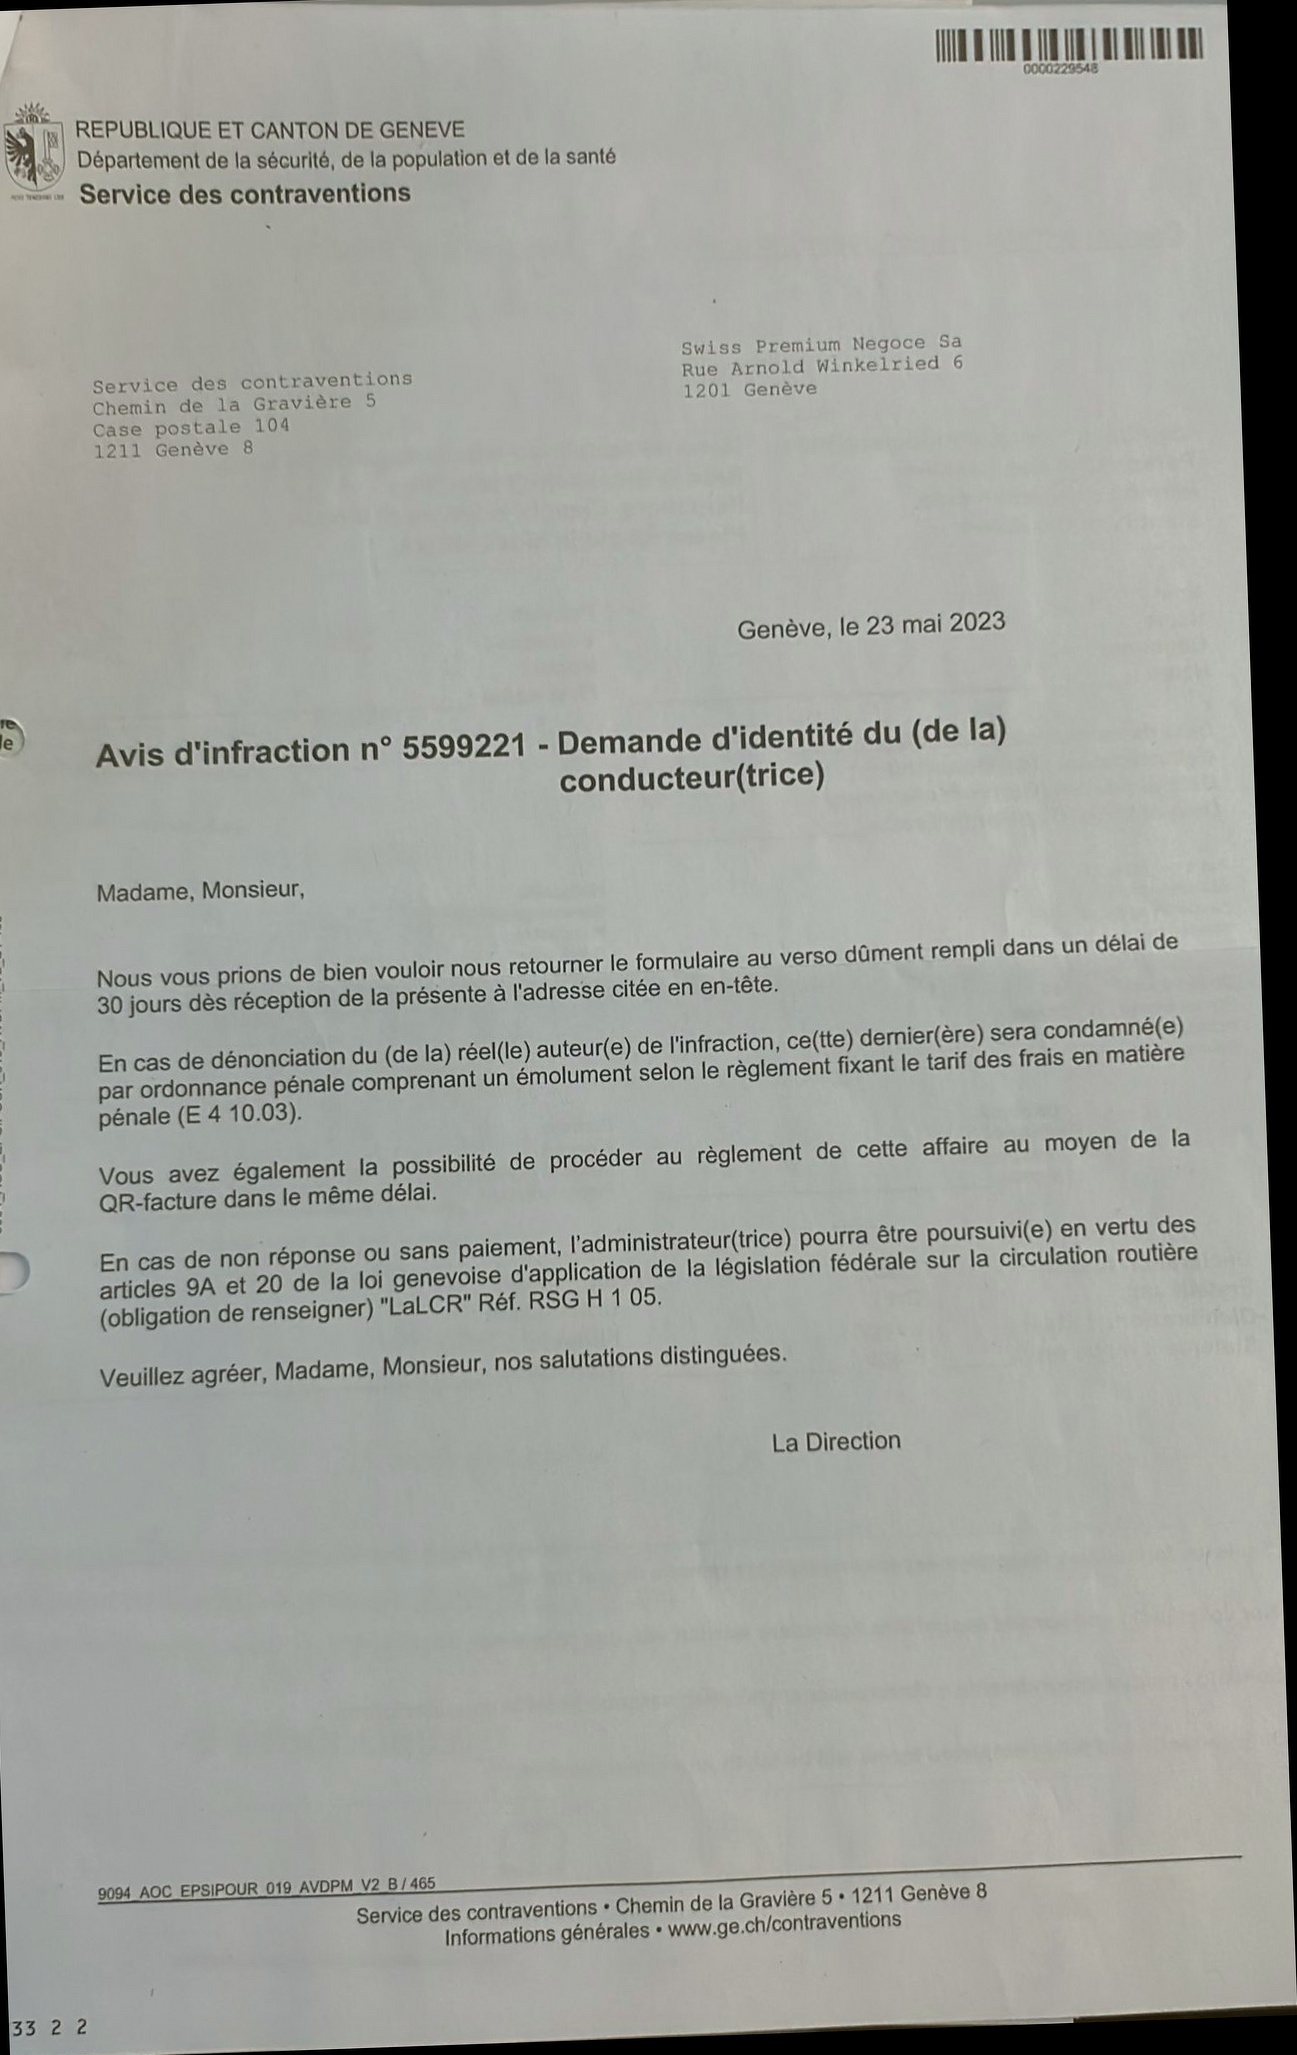 0000229548
REPUBLIQUE ET CANTON DE GENEVE
Département de la sécurité, de la population et de la santé
Service des contraventions
Swiss Premium Negoce Sa
Rue Arnold Winkelried 6
1201 Genève
Service des contraventions
Chemin de la Gravière 5
Case postale 104
1211 Genève 8
Genève, le 23 mai 2023
re
le
Avis d'infraction n° 5599221 - Demande d'identité du (de la)
conducteur(trice)
Madame, Monsieur,
Nous vous prions de bien vouloir nous retourner le formulaire au verso dûment rempli dans un délai de
30 jours dès réception de la présente à l'adresse citée en en-tête.
En cas de dénonciation du (de la) réel(le) auteur(e) de l'infraction, ce(tte) dernier(ère) sera condamné(e)
par ordonnance pénale comprenant un émolument selon le règlement fixant le tarif des frais en matière
pénale (E 4 10.03).
Vous avez également la possibilité de procéder au règlement de cette affaire au moyen de la
QR-facture dans le même délai.
En cas de non réponse ou sans paiement, l'administrateur(trice) pourra être poursuivi(e) en vertu des
articles 9A et 20 de la loi genevoise d'application de la législation fédérale sur la circulation routière
(obligation de renseigner) "LaLCR" Réf. RSG H 1 05.
Veuillez agréer, Madame, Monsieur, nos salutations distinguées.
La Direction
9094_AOC_EPSIPOUR_019_AVDPM_V2_B / 465
Service des contraventions • Chemin de la Gravière 5 • 1211 Genève 8
Informations générales • www.ge.ch/contraventions
33 2 2